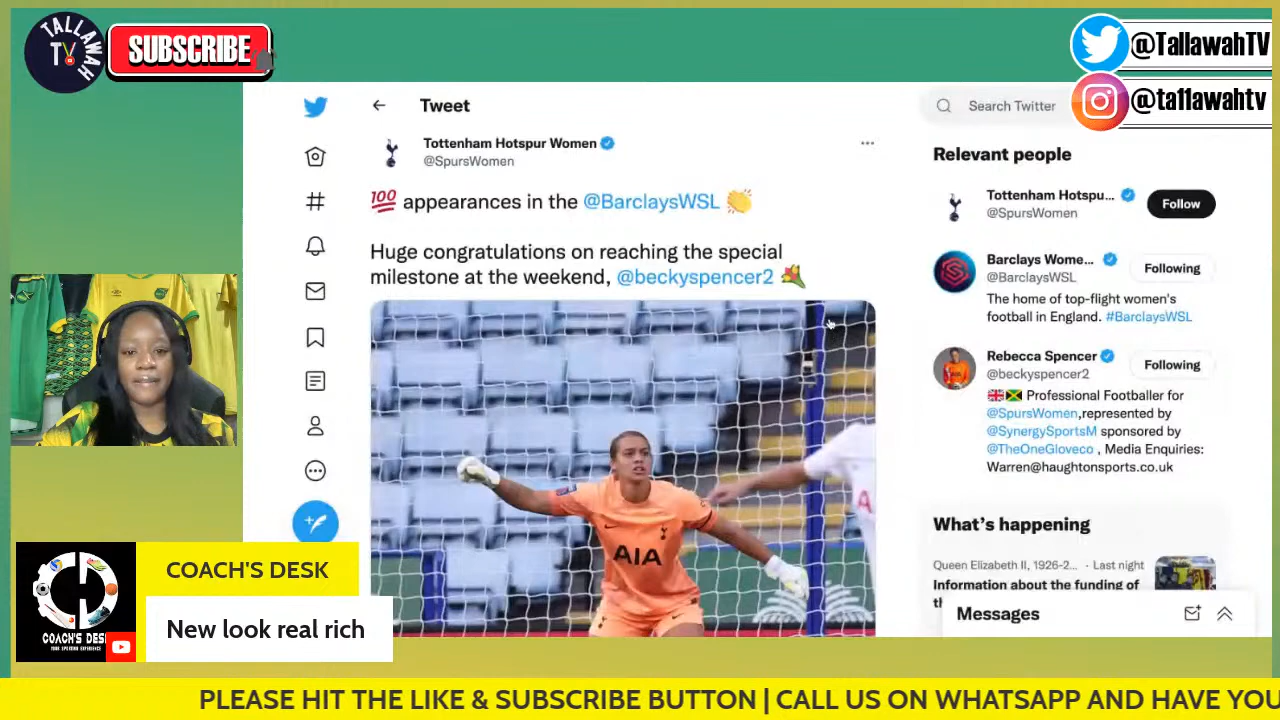 TALLAWAH
TV
SUBSCRIBE
@TallawahTV
@ta11awahtv
Tweet
Search Twitter
Tottenham Hotspur Women
@SpursWomen
💯 appearances in the @BarclaysWSL 👏
Huge congratulations on reaching the special
milestone at the weekend, @beckyspencer2 💐
AIA
A
Relevant people
Tottenham Hotspu...
@SpursWomen
Follow
Barclays Wome...
@BarclaysWSL
Following
The home of top-flight women's
football in England. #BarclaysWSL
Rebecca Spencer
@beckyspencer2
Following
🇬🇧🇯🇲 Professional Footballer for
@SpursWomen,represented by
@SynergySportsM sponsored by
@TheOneGloveco , Media Enquiries:
Warren@haughtonsports.co.uk
What's happening
Queen Elizabeth II, 1926-2... · Last night
Information about the funding of
Messages
COACH'S DESK
COACH'S DESK
New look real rich
PLEASE HIT THE LIKE & SUBSCRIBE BUTTON | CALL US ON WHATSAPP AND HAVE YOU